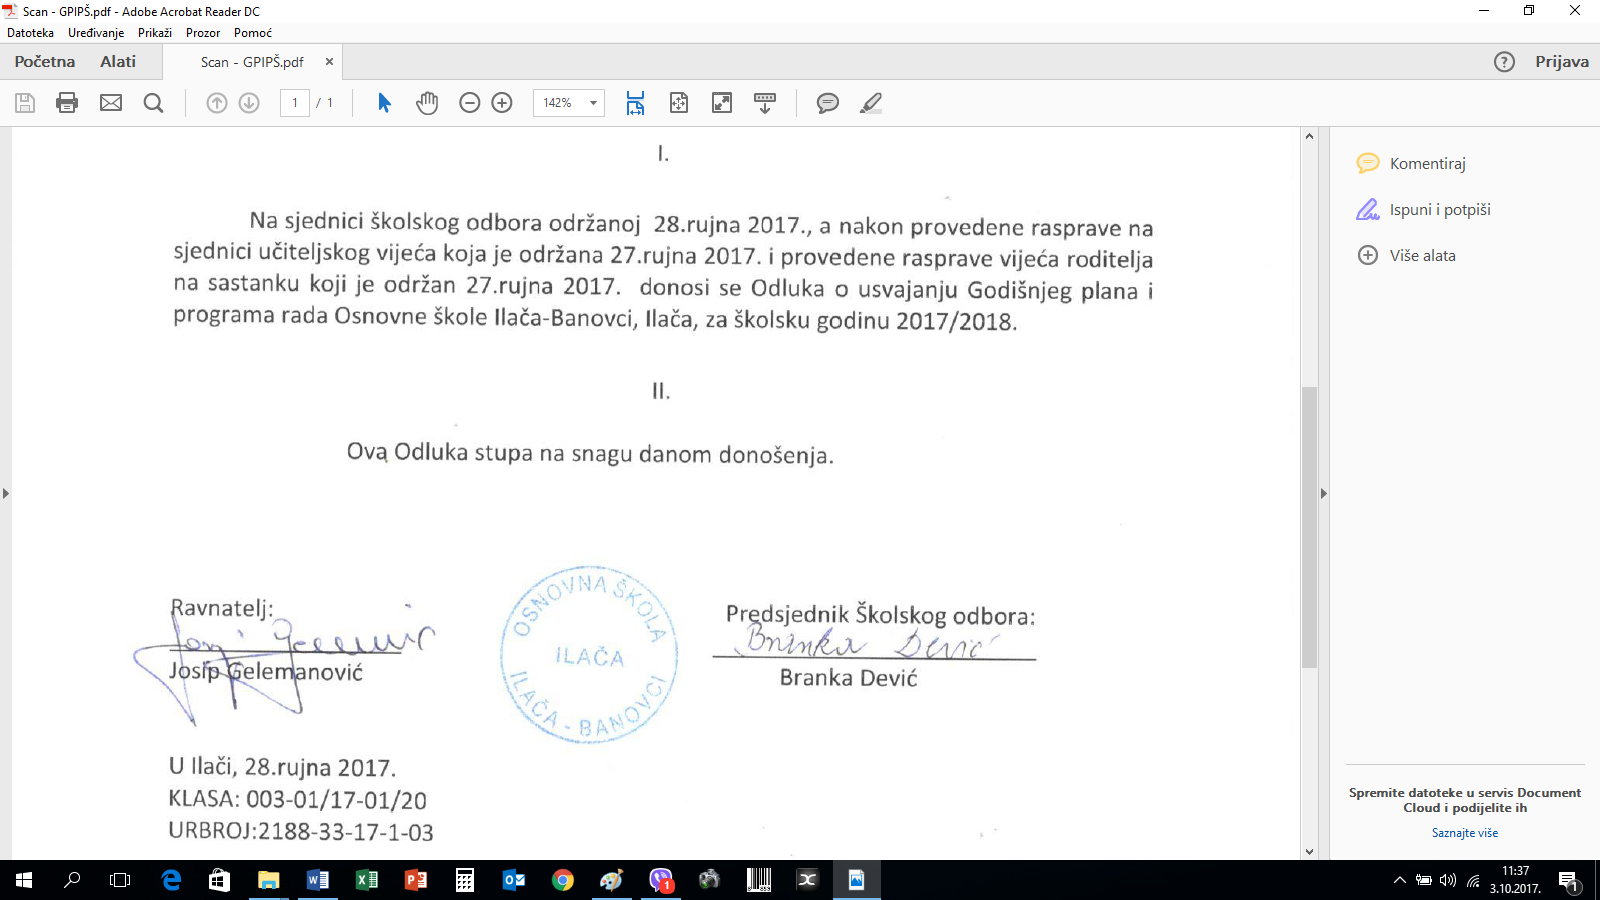 Scan - GPIPŠ.pdf - Adobe Acrobat Reader DC
Datoteka Uređivanje Prikaži Prozor Pomoć
Početna Alati Scan - GPIPŠ.pdf × Prijava
1 / 1 142%
I.
Na sjednici školskog odbora održanoj 28.rujna 2017., a nakon provedene rasprave na
sjednici učiteljskog vijeća koja je održana 27.rujna 2017. i provedene rasprave vijeća roditelja
na sastanku koji je održan 27.rujna 2017. donosi se Odluka o usvajanju Godišnjeg plana i
programa rada Osnovne škole Ilača-Banovci, Ilača, za školsku godinu 2017/2018.
II.
Ova Odluka stupa na snagu danom donošenja.
Ravnatelj:
Josip Gelemanović
OSNOVNA ŠKOLA
ILAČA
ILAČA - BANOVCI
Predsjednik Školskog odbora:
Branka Dević
Branka Dević
U Ilači, 28.rujna 2017.
KLASA: 003-01/17-01/20
URBROJ:2188-33-17-1-03
Komentiraj
Ispuni i potpiši
Više alata
Spremite datoteke u servis Document
Cloud i podijelite ih
Saznajte više
1
11:37
3.10.2017.
1